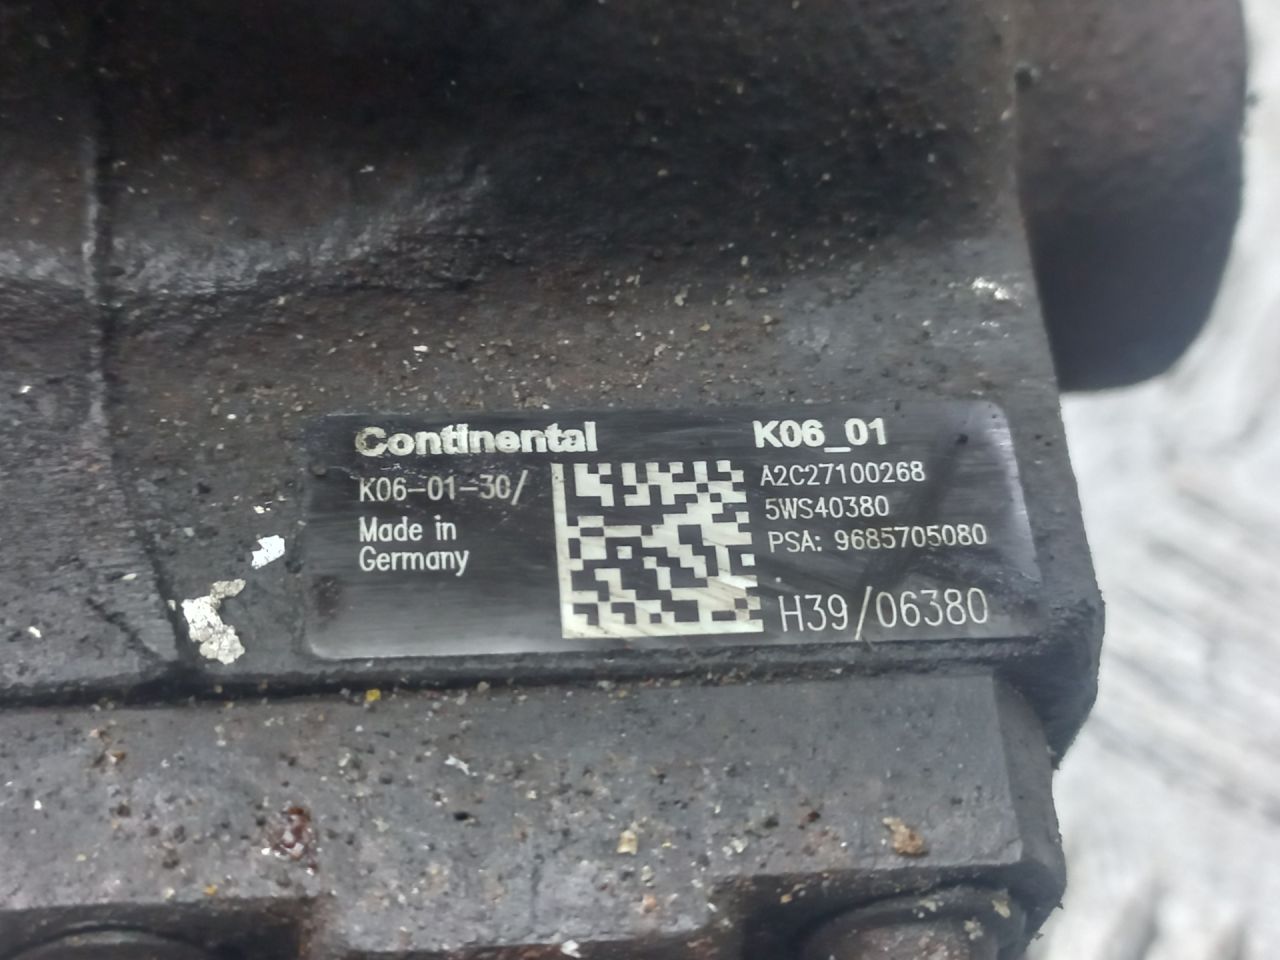 Continental
K06-01-30/
Made in
Germany
K06_01
A2C27100268
5WS40380
PSA: 9685705080
H39/06380